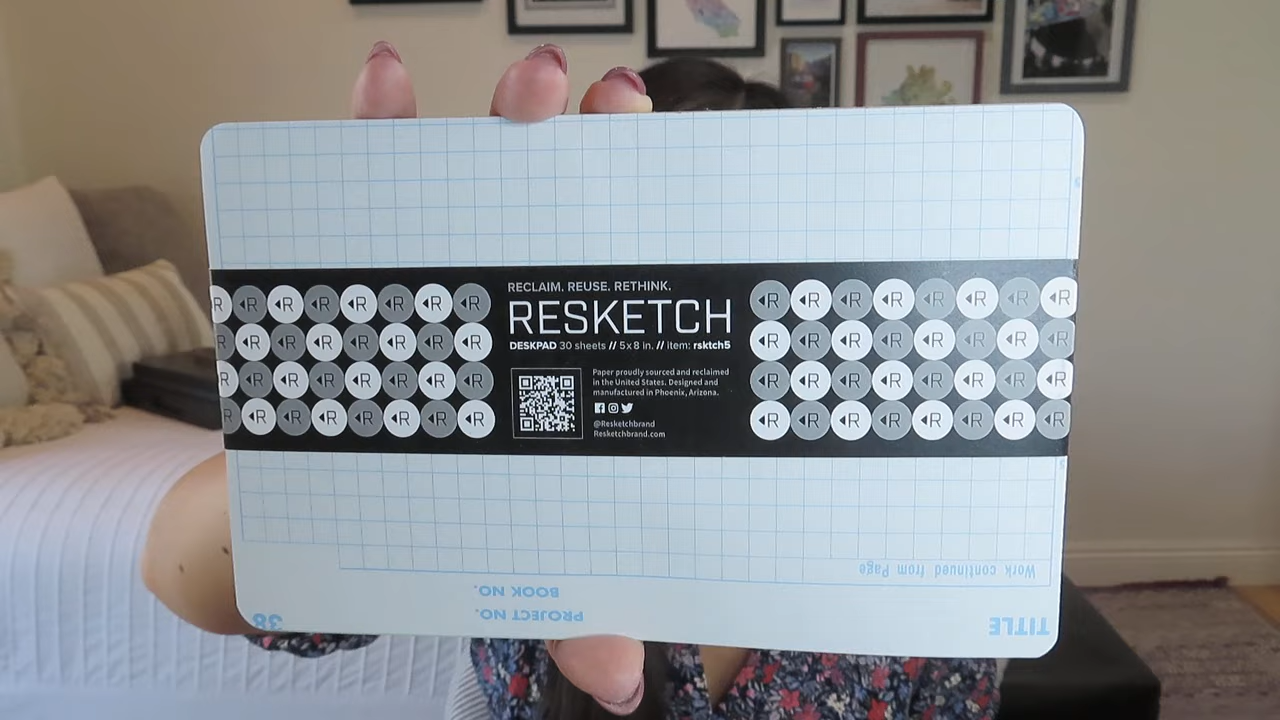 RECLAIM. REUSE. RETHINK.
RESKETCH
DESKPAD 30 sheets // 5x8 in. // item: rsktch5
Paper proudly sourced and reclaimed
in the United States. Designed and
manufactured in Phoenix, Arizona.
@Resketchbrand
Resketchbrand.com
R R R R R R R R R R R R R R R R
R R R R R R R R R R R R R R R R
R R R R R R R R R R R R R R R R
R R R R R R R R R R R R R R R R
Work continued from Page
BOOK NO.
PROJECT NO.
38
TITLE